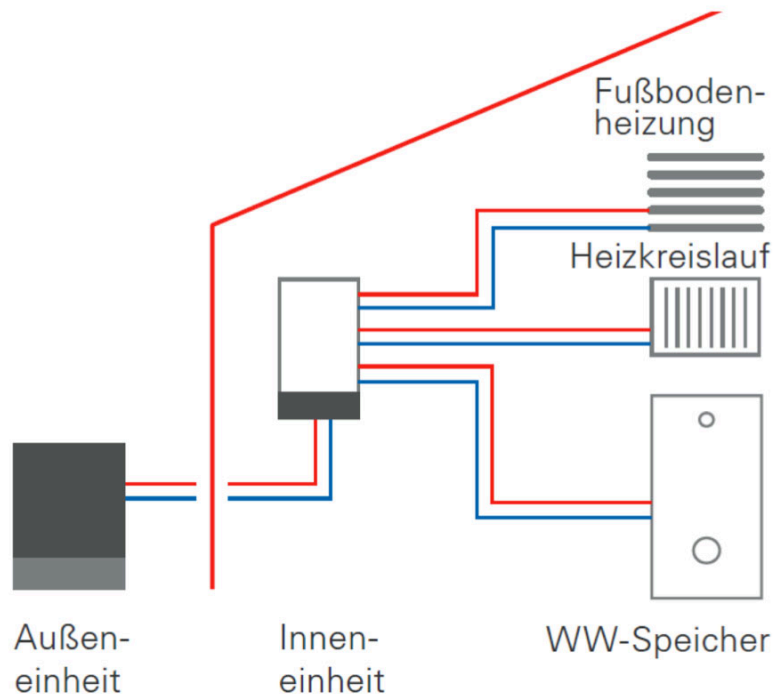 Fußboden-
heizung
Heizkreislauf
Außen-
einheit
Innen-
einheit
WW-Speicher